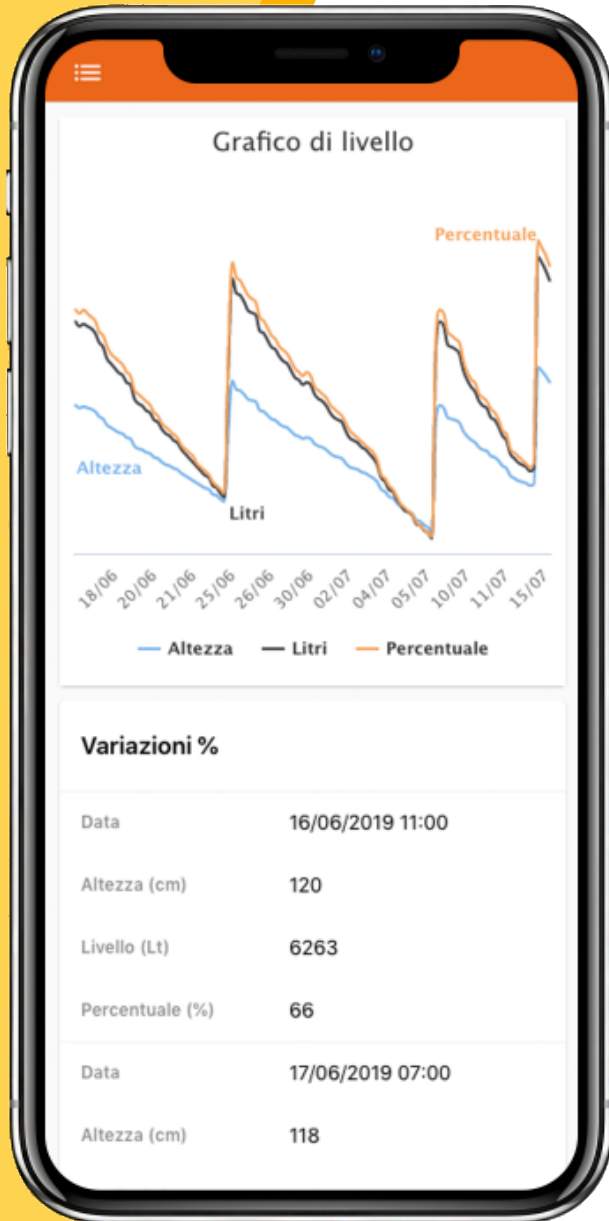 Grafico di livello
Percentuale
Altezza
Litri
18/06 20/06 21/06 25/06 26/06 30/06 02/07 04/07 05/07 10/07 11/07 15/07
Altezza Litri Percentuale
Variazioni %
Data 16/06/2019 11:00
Altezza (cm) 120
Livello (Lt) 6263
Percentuale (%) 66
Data 17/06/2019 07:00
Altezza (cm) 118